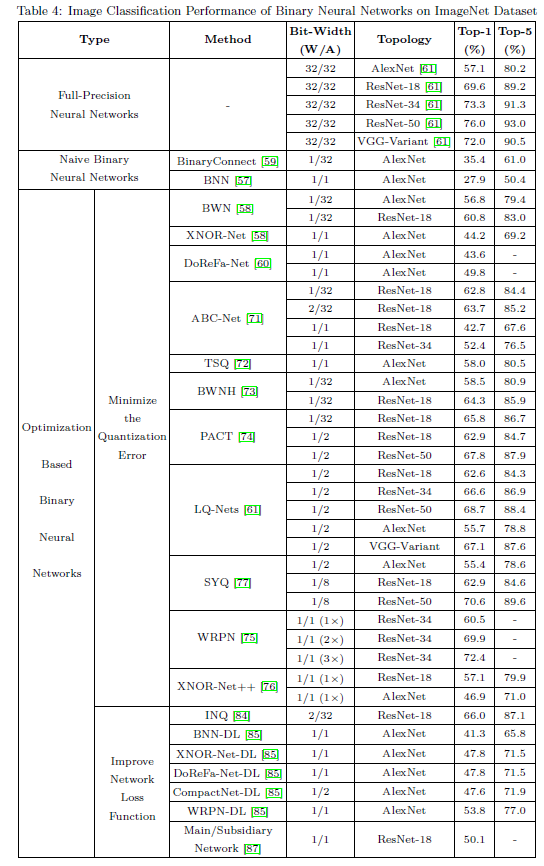 Table 4: Image Classification Performance of Binary Neural Networks on ImageNet Dataset
Type Method Bit-Width (W/A) Topology Top-1 (%) Top-5 (%)
Full-Precision Neural Networks - 32/32 AlexNet [61] 57.1 80.2
32/32 ResNet-18 [61] 69.6 89.2
32/32 ResNet-34 [61] 73.3 91.3
32/32 ResNet-50 [61] 76.0 93.0
32/32 VGG-Variant [61] 72.0 90.5
Naive Binary Neural Networks BinaryConnect [59] 1/32 AlexNet 35.4 61.0
BNN [57] 1/1 AlexNet 27.9 50.4
Optimization Based Binary Neural Networks Minimize the Quantization Error BWN [58] 1/32 AlexNet 56.8 79.4
1/32 ResNet-18 60.8 83.0
XNOR-Net [58] 1/1 AlexNet 44.2 69.2
DoReFa-Net [60] 1/1 AlexNet 43.6 -
1/1 AlexNet 49.8 -
ABC-Net [71] 1/32 ResNet-18 62.8 84.4
2/32 ResNet-18 63.7 85.2
1/1 ResNet-18 42.7 67.6
1/1 ResNet-34 52.4 76.5
TSQ [72] 1/1 AlexNet 58.0 80.5
BWNH [73] 1/32 AlexNet 58.5 80.9
1/32 ResNet-18 64.3 85.9
PACT [74] 1/32 ResNet-18 65.8 86.7
1/2 ResNet-18 62.9 84.7
1/2 ResNet-50 67.8 87.9
LQ-Nets [61] 1/2 ResNet-18 62.6 84.3
1/2 ResNet-34 66.6 86.9
1/2 ResNet-50 68.7 88.4
1/2 AlexNet 55.7 78.8
1/2 VGG-Variant 67.1 87.6
SYQ [77] 1/2 AlexNet 55.4 78.6
1/8 ResNet-18 62.9 84.6
1/8 ResNet-50 70.6 89.6
WRPN [75] 1/1 (1×) ResNet-34 60.5 -
1/1 (2×) ResNet-34 69.9 -
1/1 (3×) ResNet-34 72.4 -
XNOR-Net++ [76] 1/1 (1×) ResNet-18 57.1 79.9
1/1 (1×) AlexNet 46.9 71.0
Improve Network Loss Function INQ [84] 2/32 ResNet-18 66.0 87.1
BNN-DL [85] 1/1 AlexNet 41.3 65.8
XNOR-Net-DL [85] 1/1 AlexNet 47.8 71.5
DoReFa-Net-DL [85] 1/1 AlexNet 47.8 71.5
CompactNet-DL [85] 1/2 AlexNet 47.6 71.9
WRPN-DL [85] 1/1 AlexNet 53.8 77.0
Main/Subsidiary Network [87] 1/1 ResNet-18 50.1 -